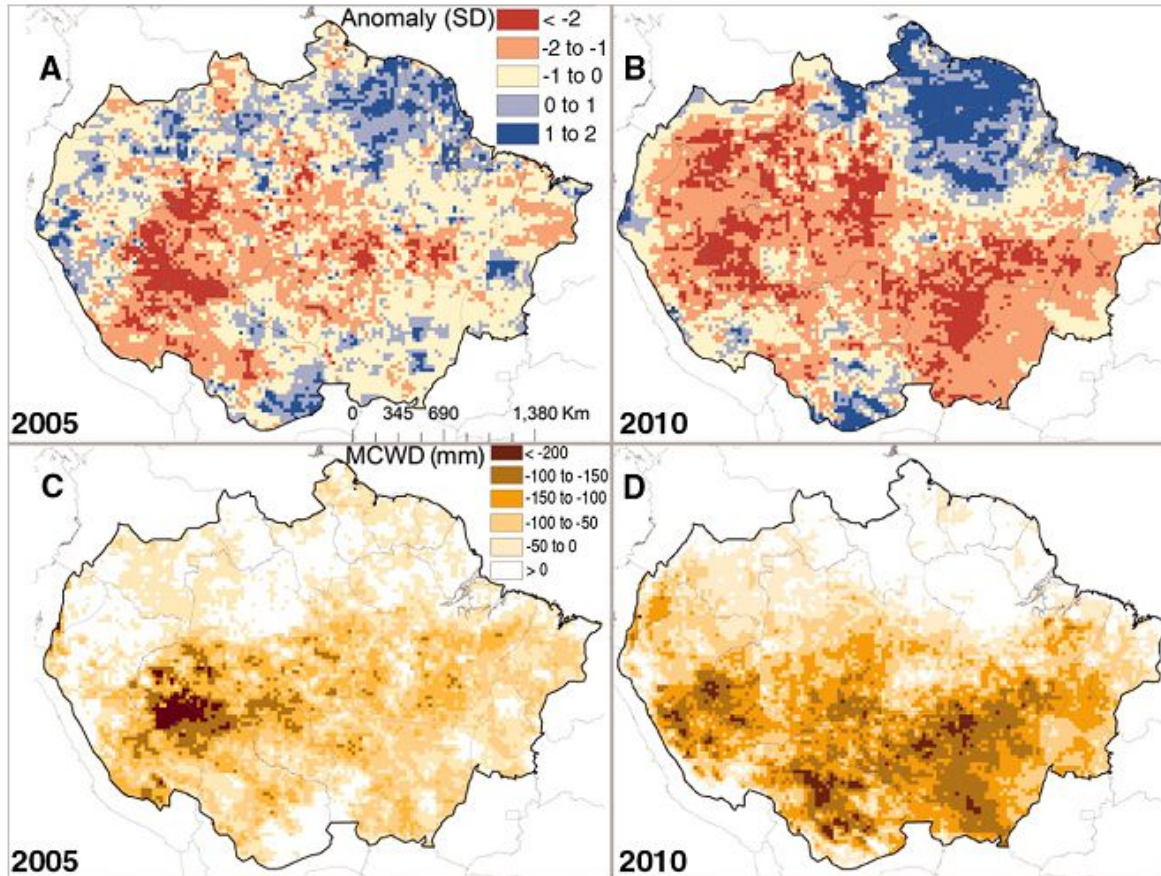 A
Anomaly (SD)
< -2
-2 to -1
-1 to 0
0 to 1
1 to 2
B
2005
0 345 690 1,380 Km
2010
C
MCWD (mm)
< -200
-100 to -150
-150 to -100
-100 to -50
-50 to 0
> 0
D
2005
2010